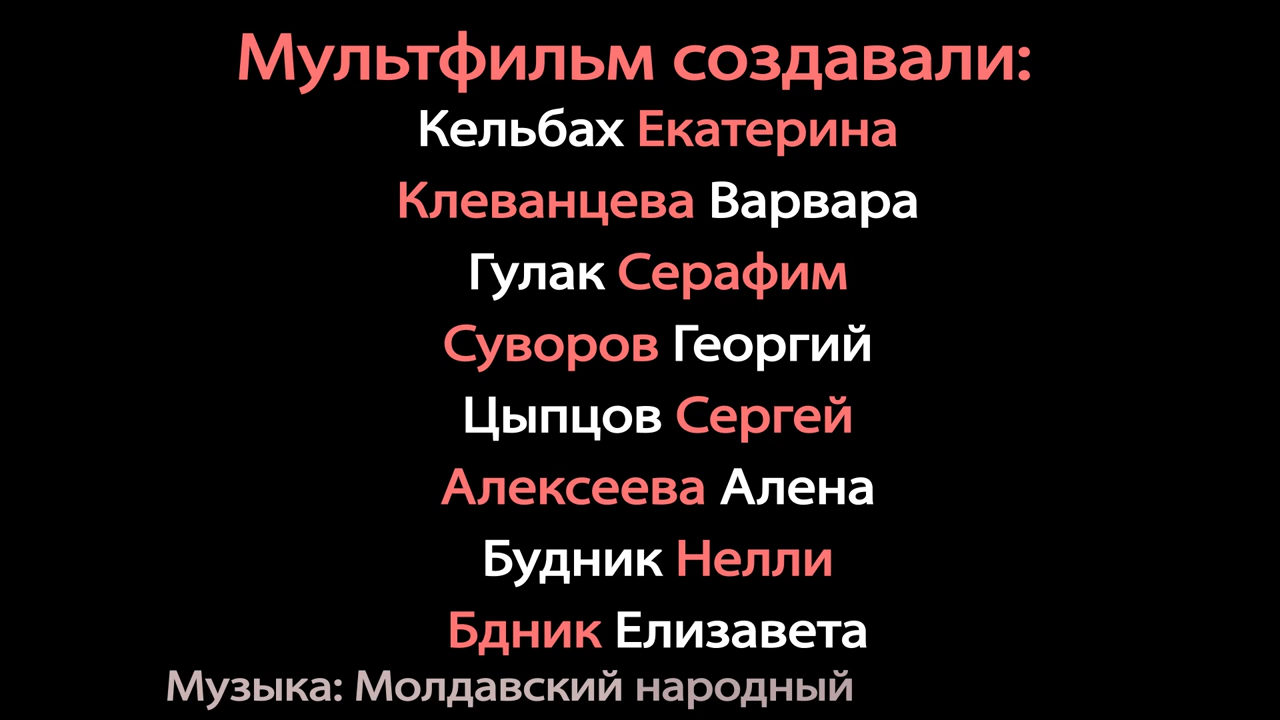 Мультфильм создавали:
Кельбах Екатерина
Клеванцева Варвара
Гулак Серафим
Суворов Георгий
Цыпцов Сергей
Алексеева Алена
Будник Нелли
Бдник Елизавета
Музыка: Молдавский народный